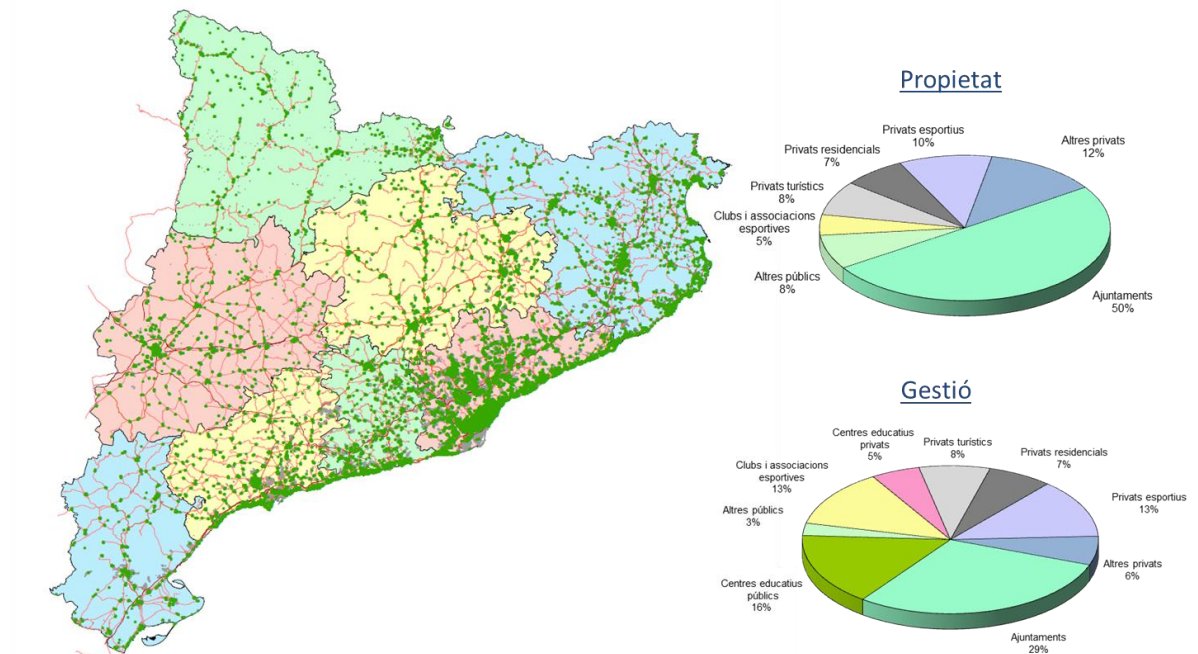 Propietat
Privats esportius
10%
Altres privats
12%
Privats residencials
7%
Privats turístics
8%
Clubs i associacions
esportives
5%
Altres públics
8%
Ajuntaments
50%
Gestió
Centres educatius
privats
5%
Privats turístics
8%
Privats residencials
7%
Clubs i associacions
esportives
13%
Privats esportius
13%
Altres públics
3%
Altres privats
6%
Centres educatius
públics
16%
Ajuntaments
29%